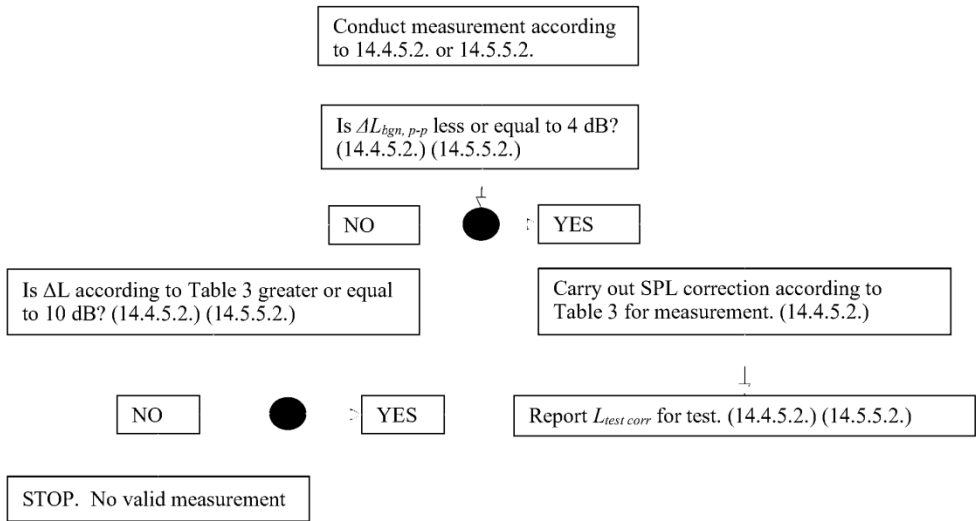 Conduct measurement according
to 14.4.5.2. or 14.5.5.2.
Is ΔL_bgn, p-p less or equal to 4 dB?
(14.4.5.2.) (14.5.5.2.)
NO
YES
Is ΔL according to Table 3 greater or equal
to 10 dB? (14.4.5.2.) (14.5.5.2.)
Carry out SPL correction according to
Table 3 for measurement. (14.4.5.2.)
NO
YES
Report L_test corr for test. (14.4.5.2.) (14.5.5.2.)
STOP. No valid measurement